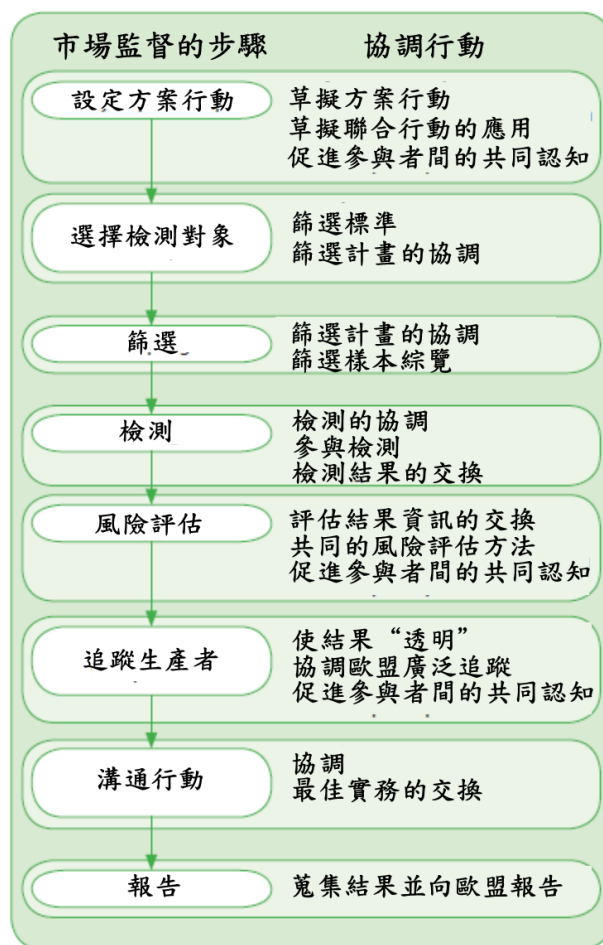 市場監督的步驟
協調行動
設定方案行動
草擬方案行動
草擬聯合行動的應用
促進參與者間的共同認知
選擇檢測對象
篩選標準
篩選計畫的協調
篩選
篩選計畫的協調
篩選樣本綜覽
檢測
檢測的協調
參與檢測
檢測結果的交換
風險評估
評估結果資訊的交換
共同的風險評估方法
促進參與者間的共同認知
追蹤生產者
使結果“透明”
協調歐盟廣泛追蹤
促進參與者間的共同認知
溝通行動
協調
最佳實務的交換
報告
蒐集結果並向歐盟報告